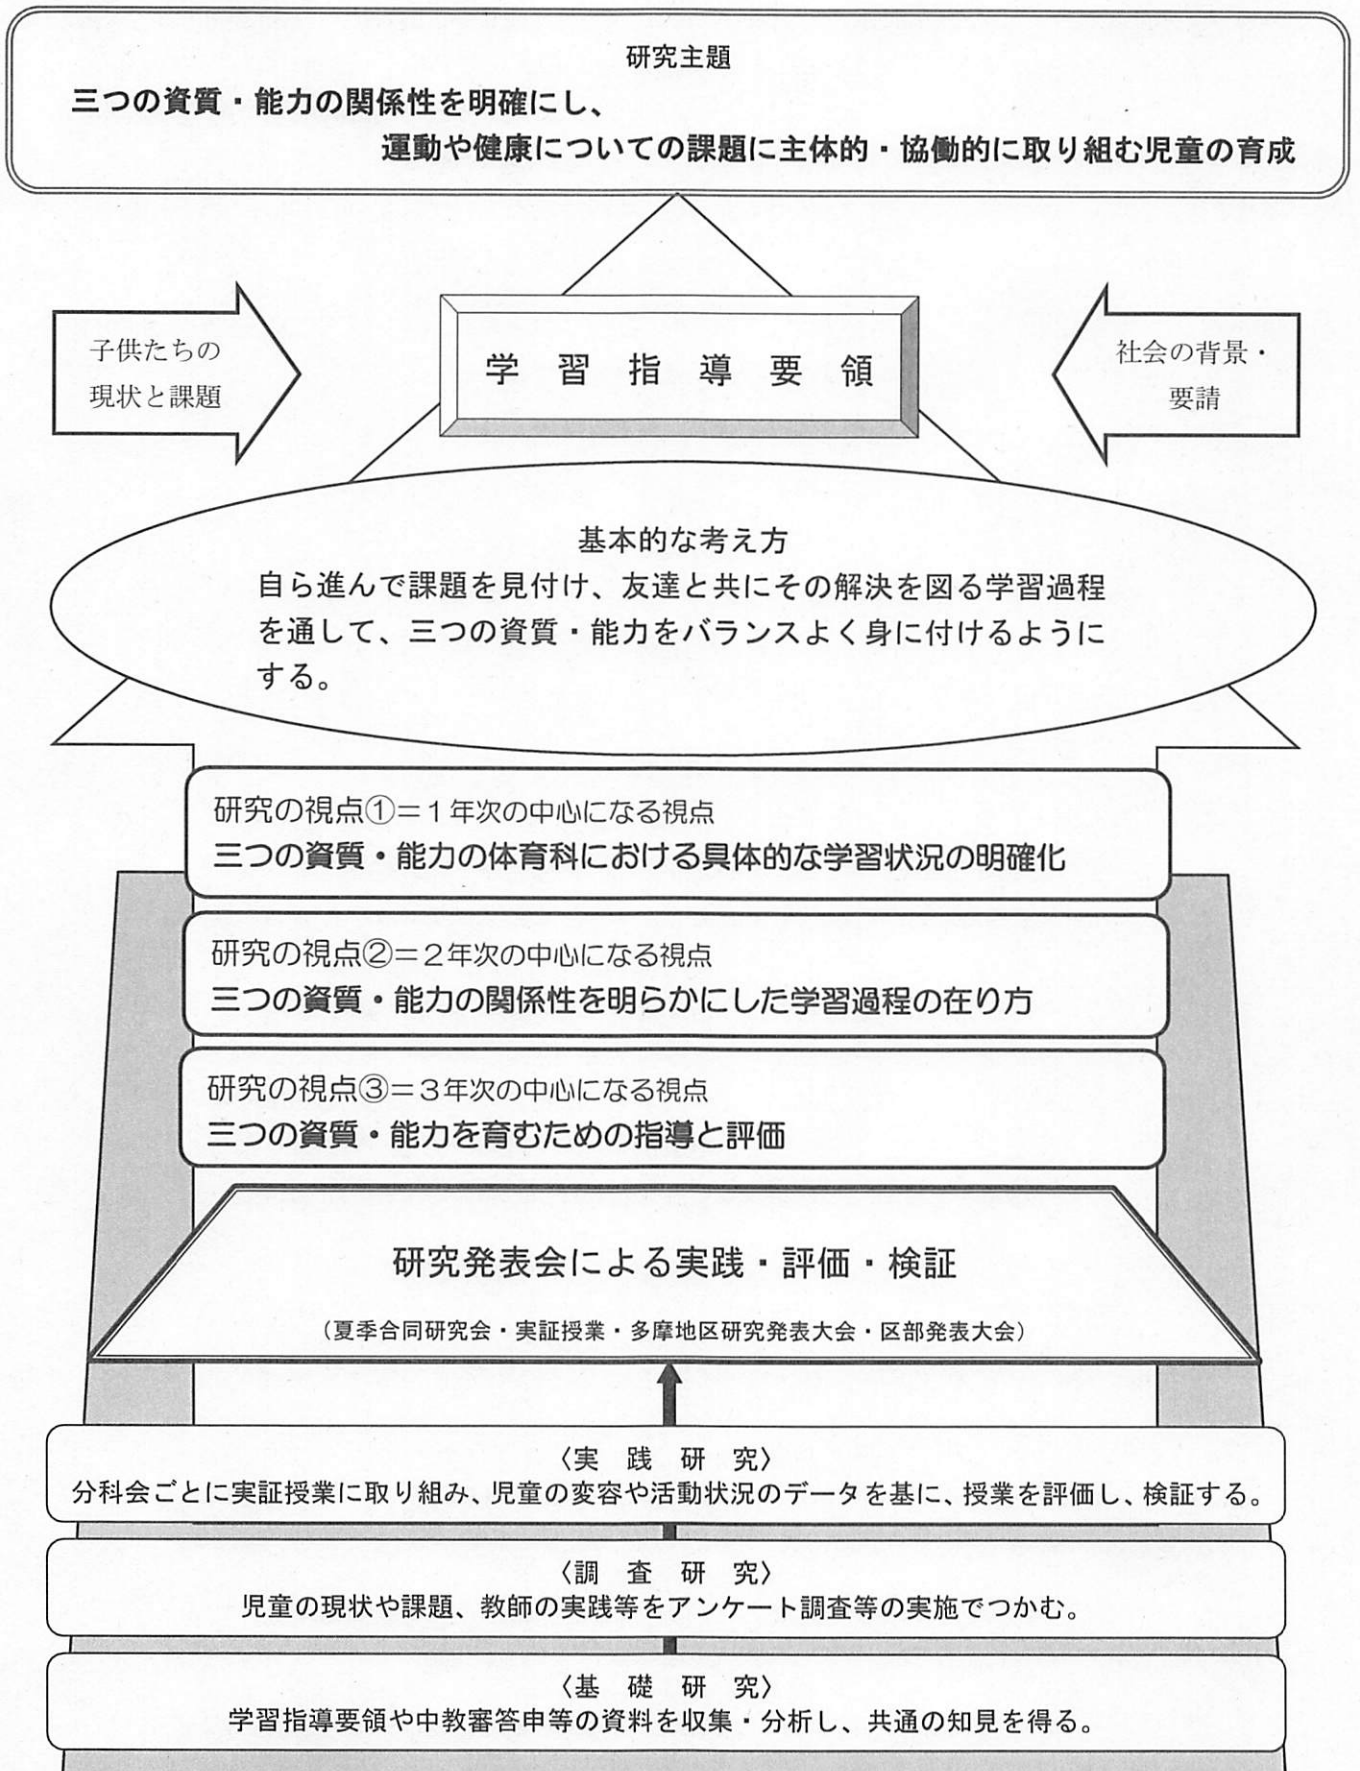 研究主題
三つの資質・能力の関係性を明確にし、
運動や健康についての課題に主体的・協働的に取り組む児童の育成
学習指導要領
子供たちの
現状と課題
社会の背景・
要請
基本的な考え方
自ら進んで課題を見付け、友達と共にその解決を図る学習過程
を通して、三つの資質・能力をバランスよく身に付けるように
する。
研究の視点①＝１年次の中心になる視点
三つの資質・能力の体育科における具体的な学習状況の明確化
研究の視点②＝２年次の中心になる視点
三つの資質・能力の関係性を明らかにした学習過程の在り方
研究の視点③＝３年次の中心になる視点
三つの資質・能力を育むための指導と評価
研究発表会による実践・評価・検証
（夏季合同研究会・実証授業・多摩地区研究発表大会・区部発表大会）
〈実践研究〉
分科会ごとに実証授業に取り組み、児童の変容や活動状況のデータを基に、授業を評価し、検証する。
〈調査研究〉
児童の現状や課題、教師の実践等をアンケート調査等の実施でつかむ。
〈基礎研究〉
学習指導要領や中教審答申等の資料を収集・分析し、共通の知見を得る。